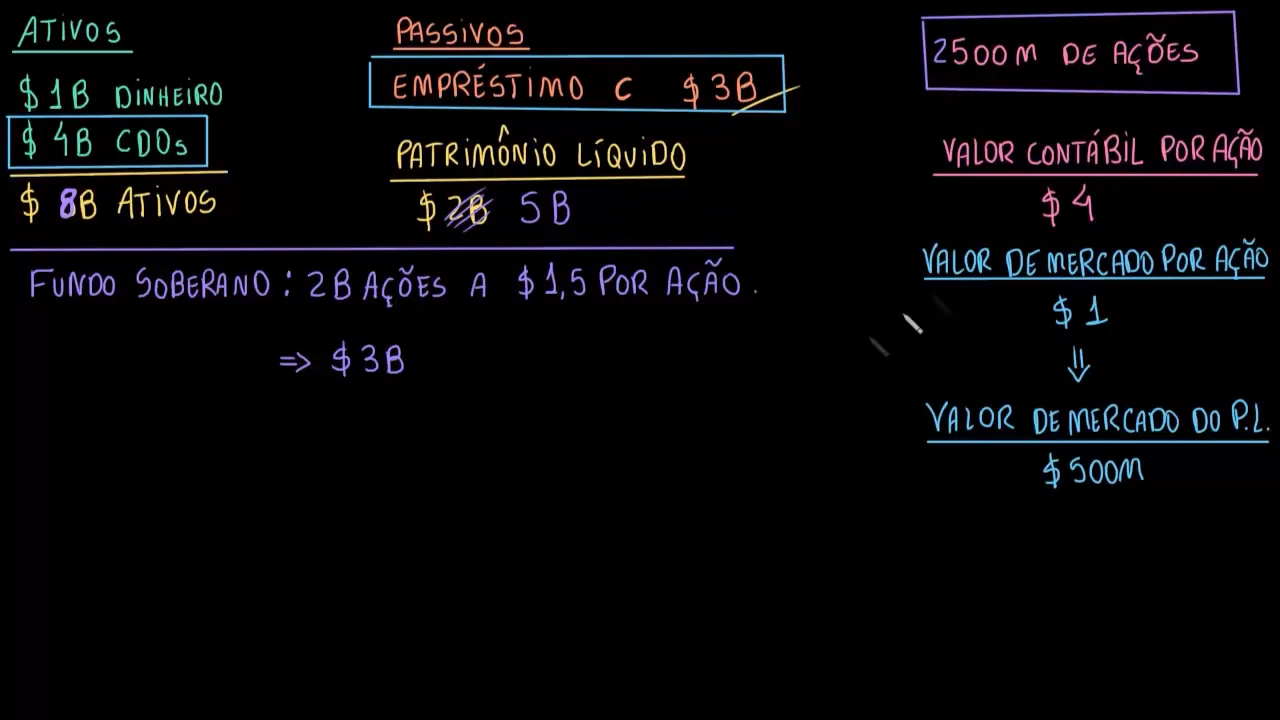 ATIVOS
$ 1B DINHEIRO
$ 4B CDOs
$ 8B ATIVOS
PASSIVOS
EMPRÉSTIMO C $ 3B
PATRIMÔNIO LÍQUIDO
$ 2B 5B
FUNDO SOBERANO : 2B AÇÕES A $ 1,5 POR AÇÃO.
=> $ 3B
2500M DE AÇÕES
VALOR CONTÁBIL POR AÇÃO
$ 4
VALOR DE MERCADO POR AÇÃO
$ 1
⇓
VALOR DE MERCADO DO P.L.
$ 500M